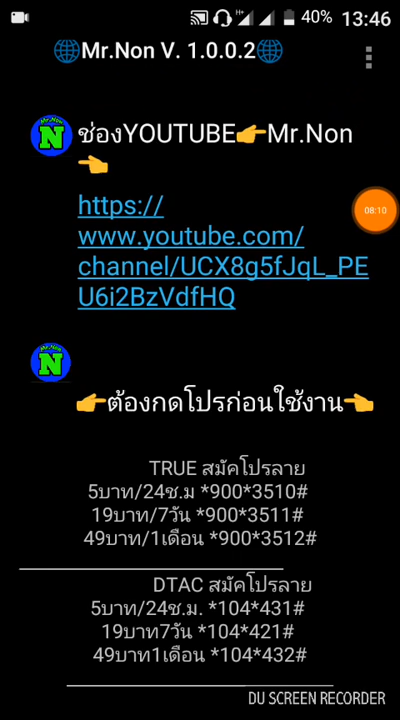 40% 13:46
🌐Mr.Non V. 1.0.0.2🌐
Mr.Non
N
ช่องYOUTUBE👉Mr.Non
👈
https://
www.youtube.com/
channel/UCX8g5fJqL_PE
U6i2BzVdfHQ
08:10
Mr.Non
N
👉ต้องกดโปรก่อนใช้งาน👈
TRUE สมัคโปรลาย
5บาท/24ช.ม *900*3510#
19บาท/7วัน *900*3511#
49บาท/1เดือน *900*3512#
DTAC สมัคโปรลาย
5บาท/24ช.ม. *104*431#
19บาท7วัน *104*421#
49บาท1เดือน *104*432#
DU SCREEN RECORDER